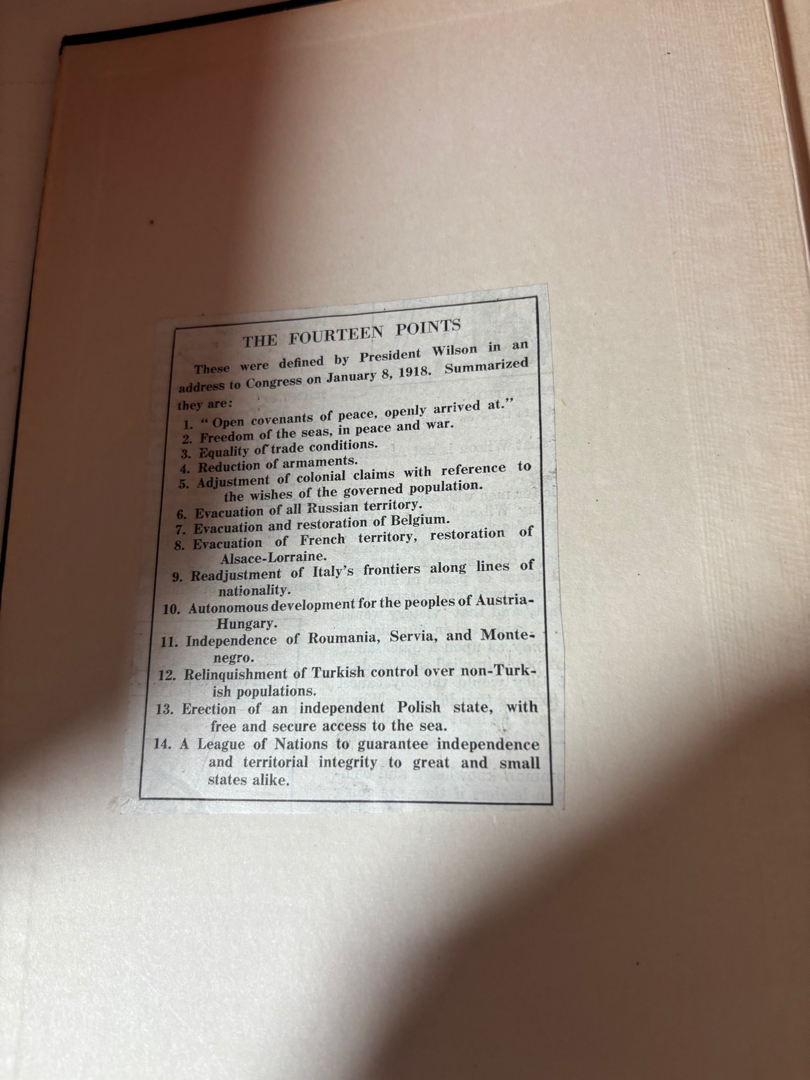 THE FOURTEEN POINTS
These were defined by President Wilson in an
address to Congress on January 8, 1918. Summarized
they are:
1. "Open covenants of peace, openly arrived at."
2. Freedom of the seas, in peace and war.
3. Equality of trade conditions.
4. Reduction of armaments.
5. Adjustment of colonial claims with reference to
the wishes of the governed population.
6. Evacuation of all Russian territory.
7. Evacuation and restoration of Belgium.
8. Evacuation of French territory, restoration of
Alsace-Lorraine.
9. Readjustment of Italy's frontiers along lines of
nationality.
10. Autonomous development for the peoples of Austria-
Hungary.
11. Independence of Roumania, Servia, and Monte-
negro.
12. Relinquishment of Turkish control over non-Turk-
ish populations.
13. Erection of an independent Polish state, with
free and secure access to the sea.
14. A League of Nations to guarantee independence
and territorial integrity to great and small
states alike.